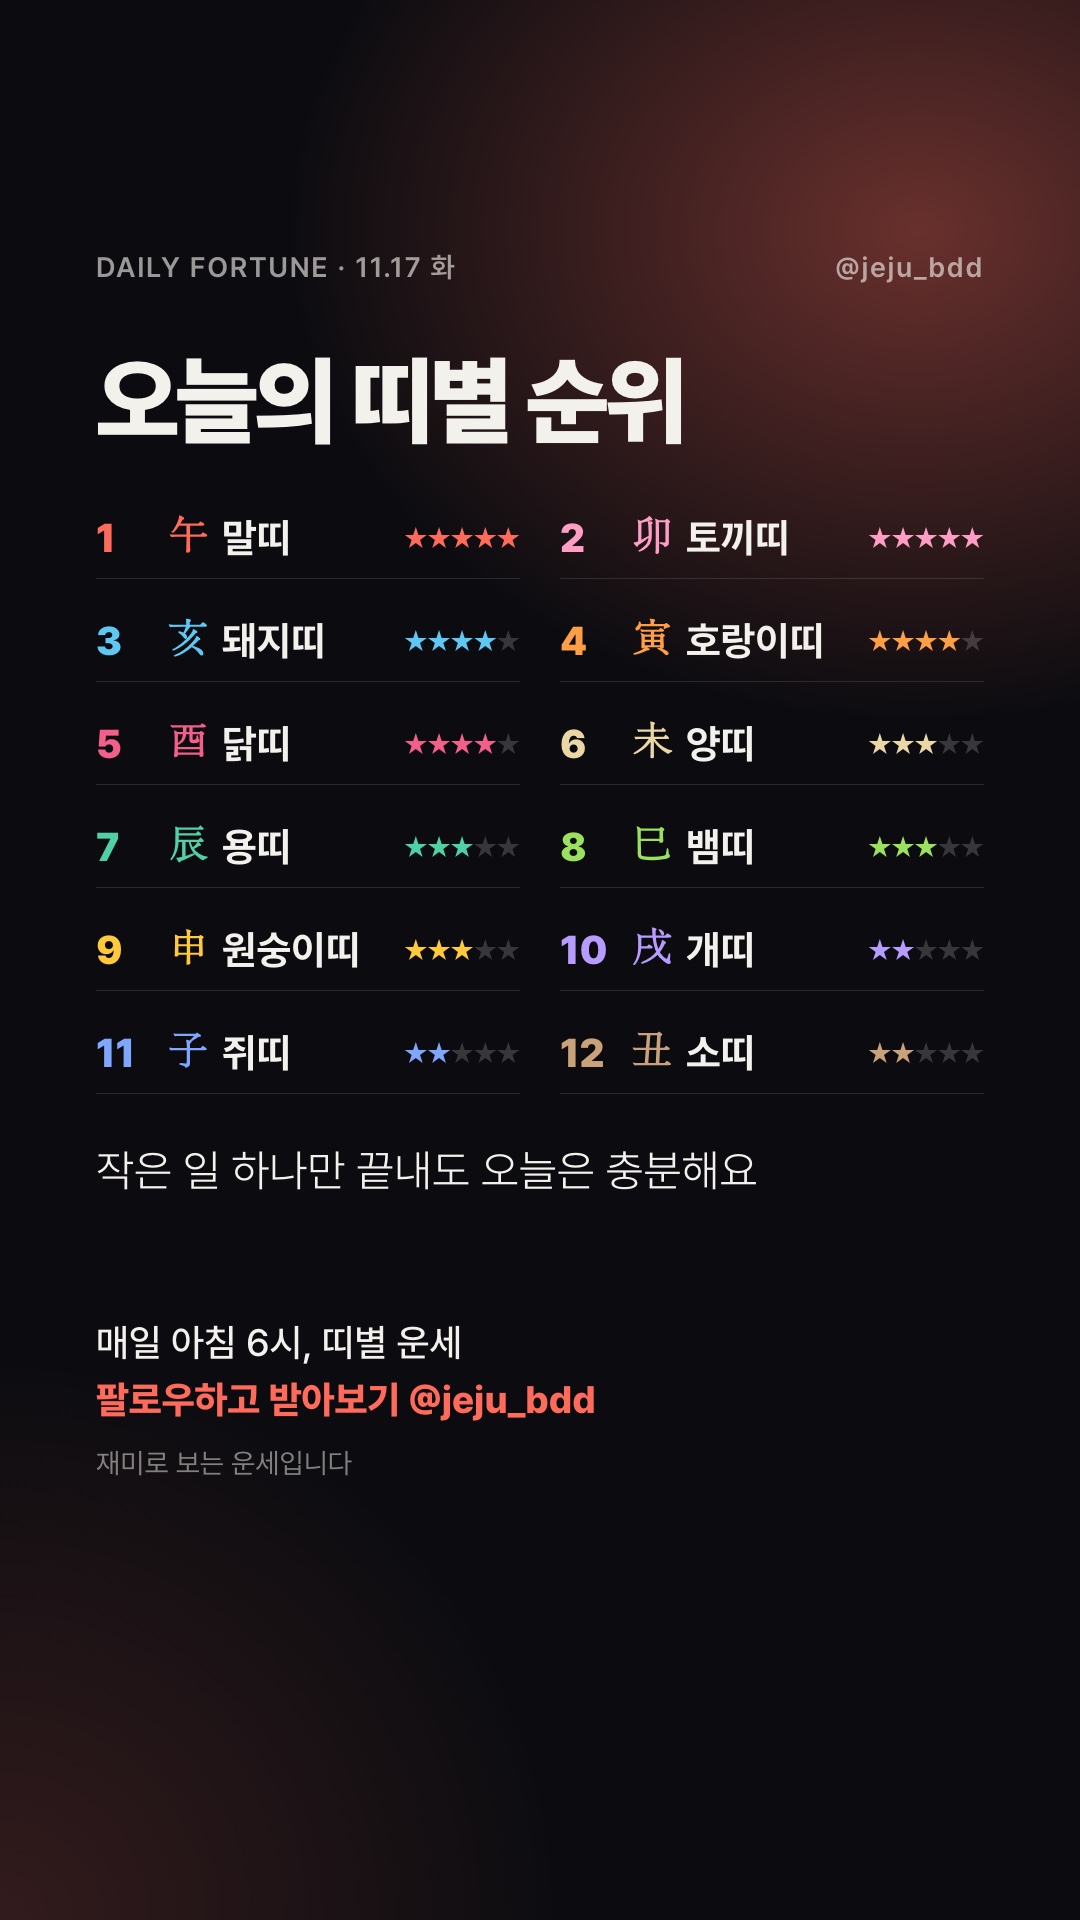 DAILY FORTUNE · 11.17 화 @jeju_bdd
오늘의 띠별 순위
1 午 말띠 ★★★★★ 2 卯 토끼띠 ★★★★★
3 亥 돼지띠 ★★★★★ 4 寅 호랑이띠 ★★★★★
5 酉 닭띠 ★★★★★ 6 未 양띠 ★★★★★
7 辰 용띠 ★★★★★ 8 巳 뱀띠 ★★★★★
9 申 원숭이띠 ★★★★★ 10 戌 개띠 ★★★★★
11 子 쥐띠 ★★★★★ 12 丑 소띠 ★★★★★
작은 일 하나만 끝내도 오늘은 충분해요
매일 아침 6시, 띠별 운세
팔로우하고 받아보기 @jeju_bdd
재미로 보는 운세입니다